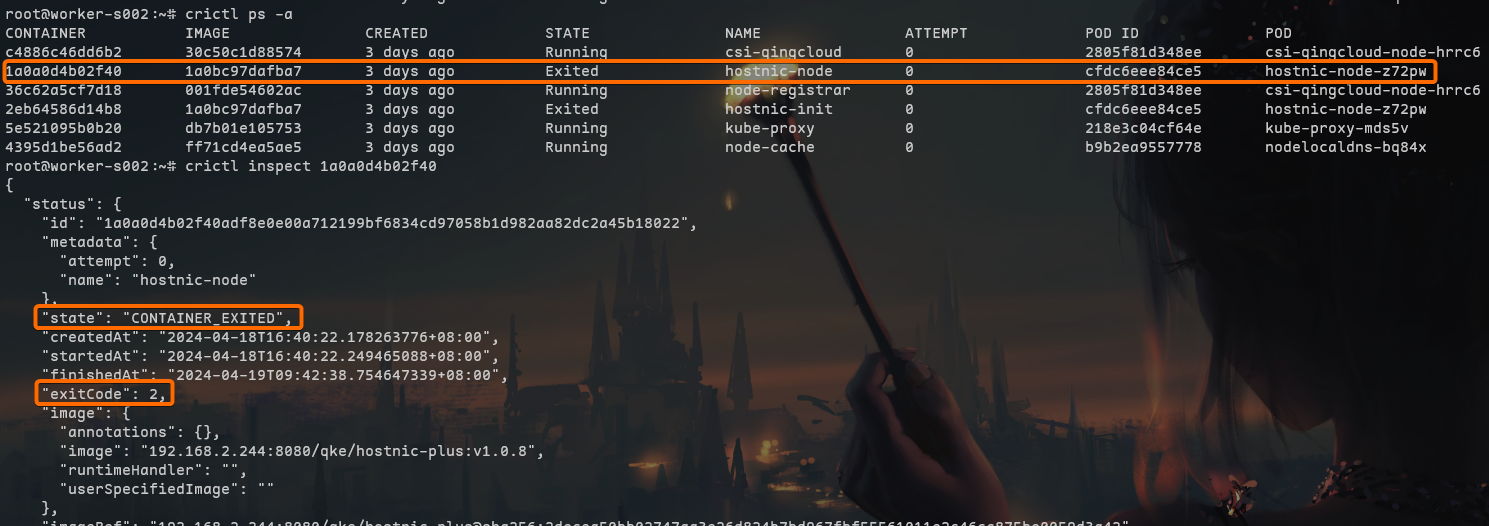 root@worker-s002:~# crictl ps -a
CONTAINER IMAGE CREATED STATE NAME ATTEMPT POD ID POD
c4886c46dd6b2 30c50c1d88574 3 days ago Running csi-qingcloud 0 2805f81d348ee csi-qingcloud-node-hrrc6
1a0a0d4b02f40 1a0bc97dafba7 3 days ago Exited hostnic-node 0 cfdc6eee84ce5 hostnic-node-z72pw
36c62a5cf7d18 001fde54602ac 3 days ago Running node-registrar 0 2805f81d348ee csi-qingcloud-node-hrrc6
2eb64586d14b8 1a0bc97dafba7 3 days ago Exited hostnic-init 0 cfdc6eee84ce5 hostnic-node-z72pw
5e521095b0b20 db7b01e105753 3 days ago Running kube-proxy 0 218e3c04cf64e kube-proxy-mds5v
4395d1be56ad2 ff71cd4ea5ae5 3 days ago Running node-cache 0 b9b2ea9557778 nodelocaldns-bq84x
root@worker-s002:~# crictl inspect 1a0a0d4b02f40
{
"status": {
"id": "1a0a0d4b02f40adf8e0e00a712199bf6834cd97058b1d982aa82dc2a45b18022",
"metadata": {
"attempt": 0,
"name": "hostnic-node"
},
"state": "CONTAINER_EXITED",
"createdAt": "2024-04-18T16:40:22.178263776+08:00",
"startedAt": "2024-04-18T16:40:22.249465088+08:00",
"finishedAt": "2024-04-19T09:42:38.754647339+08:00",
"exitCode": 2,
"image": {
"annotations": {},
"image": "192.168.2.244:8080/qke/hostnic-plus:v1.0.8",
"runtimeHandler": "",
"userSpecifiedImage": ""
},